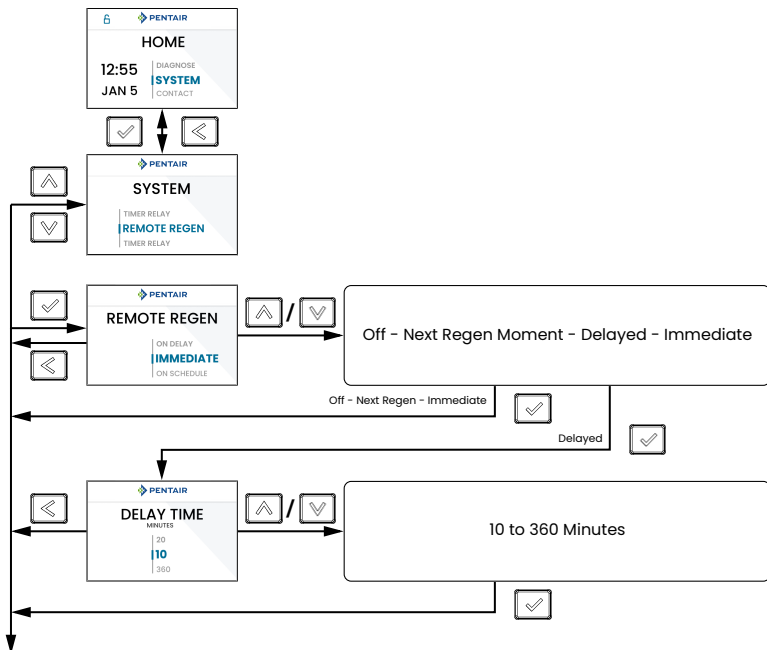 PENTAIR
HOME
12:55
JAN 5
DIAGNOSE
SYSTEM
CONTACT
PENTAIR
SYSTEM
TIMER RELAY
REMOTE REGEN
TIMER RELAY
PENTAIR
REMOTE REGEN
ON DELAY
IMMEDIATE
ON SCHEDULE
/
Off - Next Regen Moment - Delayed - Immediate
Off - Next Regen - Immediate
Delayed
PENTAIR
DELAY TIME
MINUTES
20
10
360
/
10 to 360 Minutes